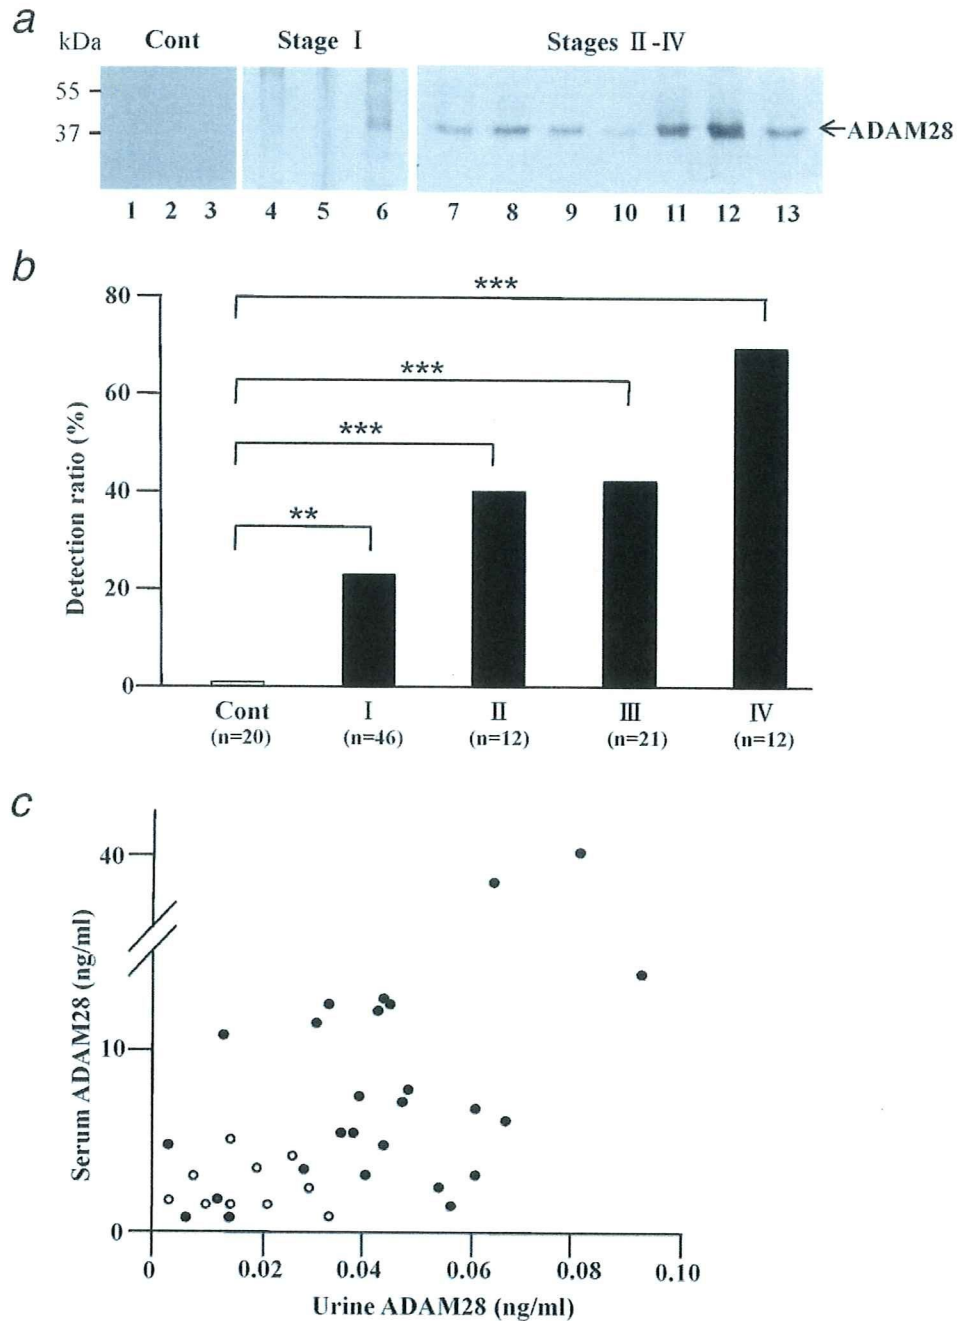 a
kDa Cont Stage I Stages II-IV
55
37 ←ADAM28
1 2 3 4 5 6 7 8 9 10 11 12 13
b
Detection ratio (%)
80
60
40
20
0
***
***
***
**
Cont I II III IV
(n=20) (n=46) (n=12) (n=21) (n=12)
c
Serum ADAM28 (ng/ml)
40
10
0
0 0.02 0.04 0.06 0.08 0.10
Urine ADAM28 (ng/ml)